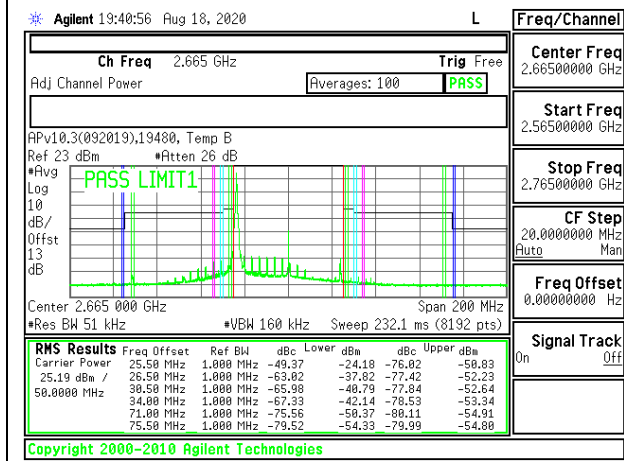 Agilent 19:40:56 Aug 18, 2020 L
Freq/Channel
Ch Freq 2.665 GHz Trig Free
Adj Channel Power Averages: 100 PASS
APv10.3(092019),19480, Temp B
Ref 23 dBm #Atten 26 dB
#Avg
Log
10
dB/
Offst
13
dB
PASS LIMIT1
Center 2.665 000 GHz Span 200 MHz
#Res BW 51 kHz #VBW 160 kHz Sweep 232.1 ms (8192 pts)
RMS Results Freq Offset Ref BW dBc Lower dBm dBc Upper dBm
Carrier Power 25.50 MHz 1.000 MHz -49.37 -24.18 -76.02 -50.83
25.19 dBm / 26.50 MHz 1.000 MHz -63.02 -37.82 -77.42 -52.23
50.0000 MHz 30.50 MHz 1.000 MHz -65.98 -40.79 -77.84 -52.64
34.00 MHz 1.000 MHz -67.33 -42.14 -78.53 -53.34
71.00 MHz 1.000 MHz -75.56 -50.37 -80.11 -54.91
75.50 MHz 1.000 MHz -79.52 -54.33 -79.99 -54.80
Copyright 2000-2010 Agilent Technologies
Center Freq
2.66500000 GHz
Start Freq
2.56500000 GHz
Stop Freq
2.76500000 GHz
CF Step
20.0000000 MHz
Auto Man
Freq Offset
0.00000000 Hz
Signal Track
On Off